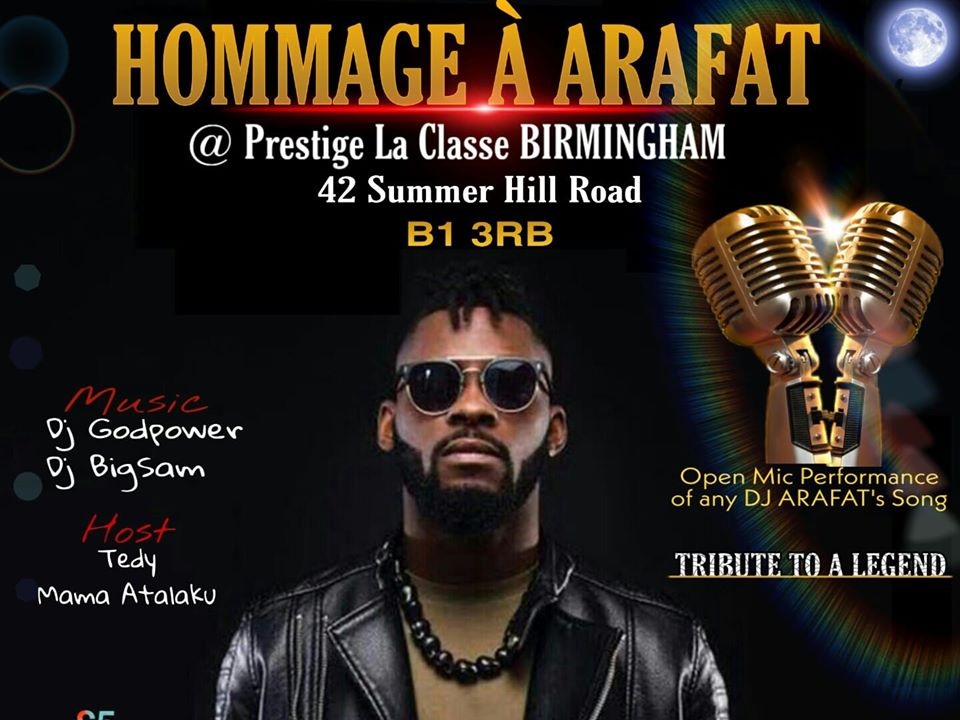 HOMMAGE À ARAFAT
@ Prestige La Classe BIRMINGHAM
42 Summer Hill Road
B1 3RB
Music
Dj Godpower
Dj BigSam
Host
Tedy
Mama Atalaku
Open Mic Performance
of any DJ ARAFAT's Song
TRIBUTE TO A LEGEND